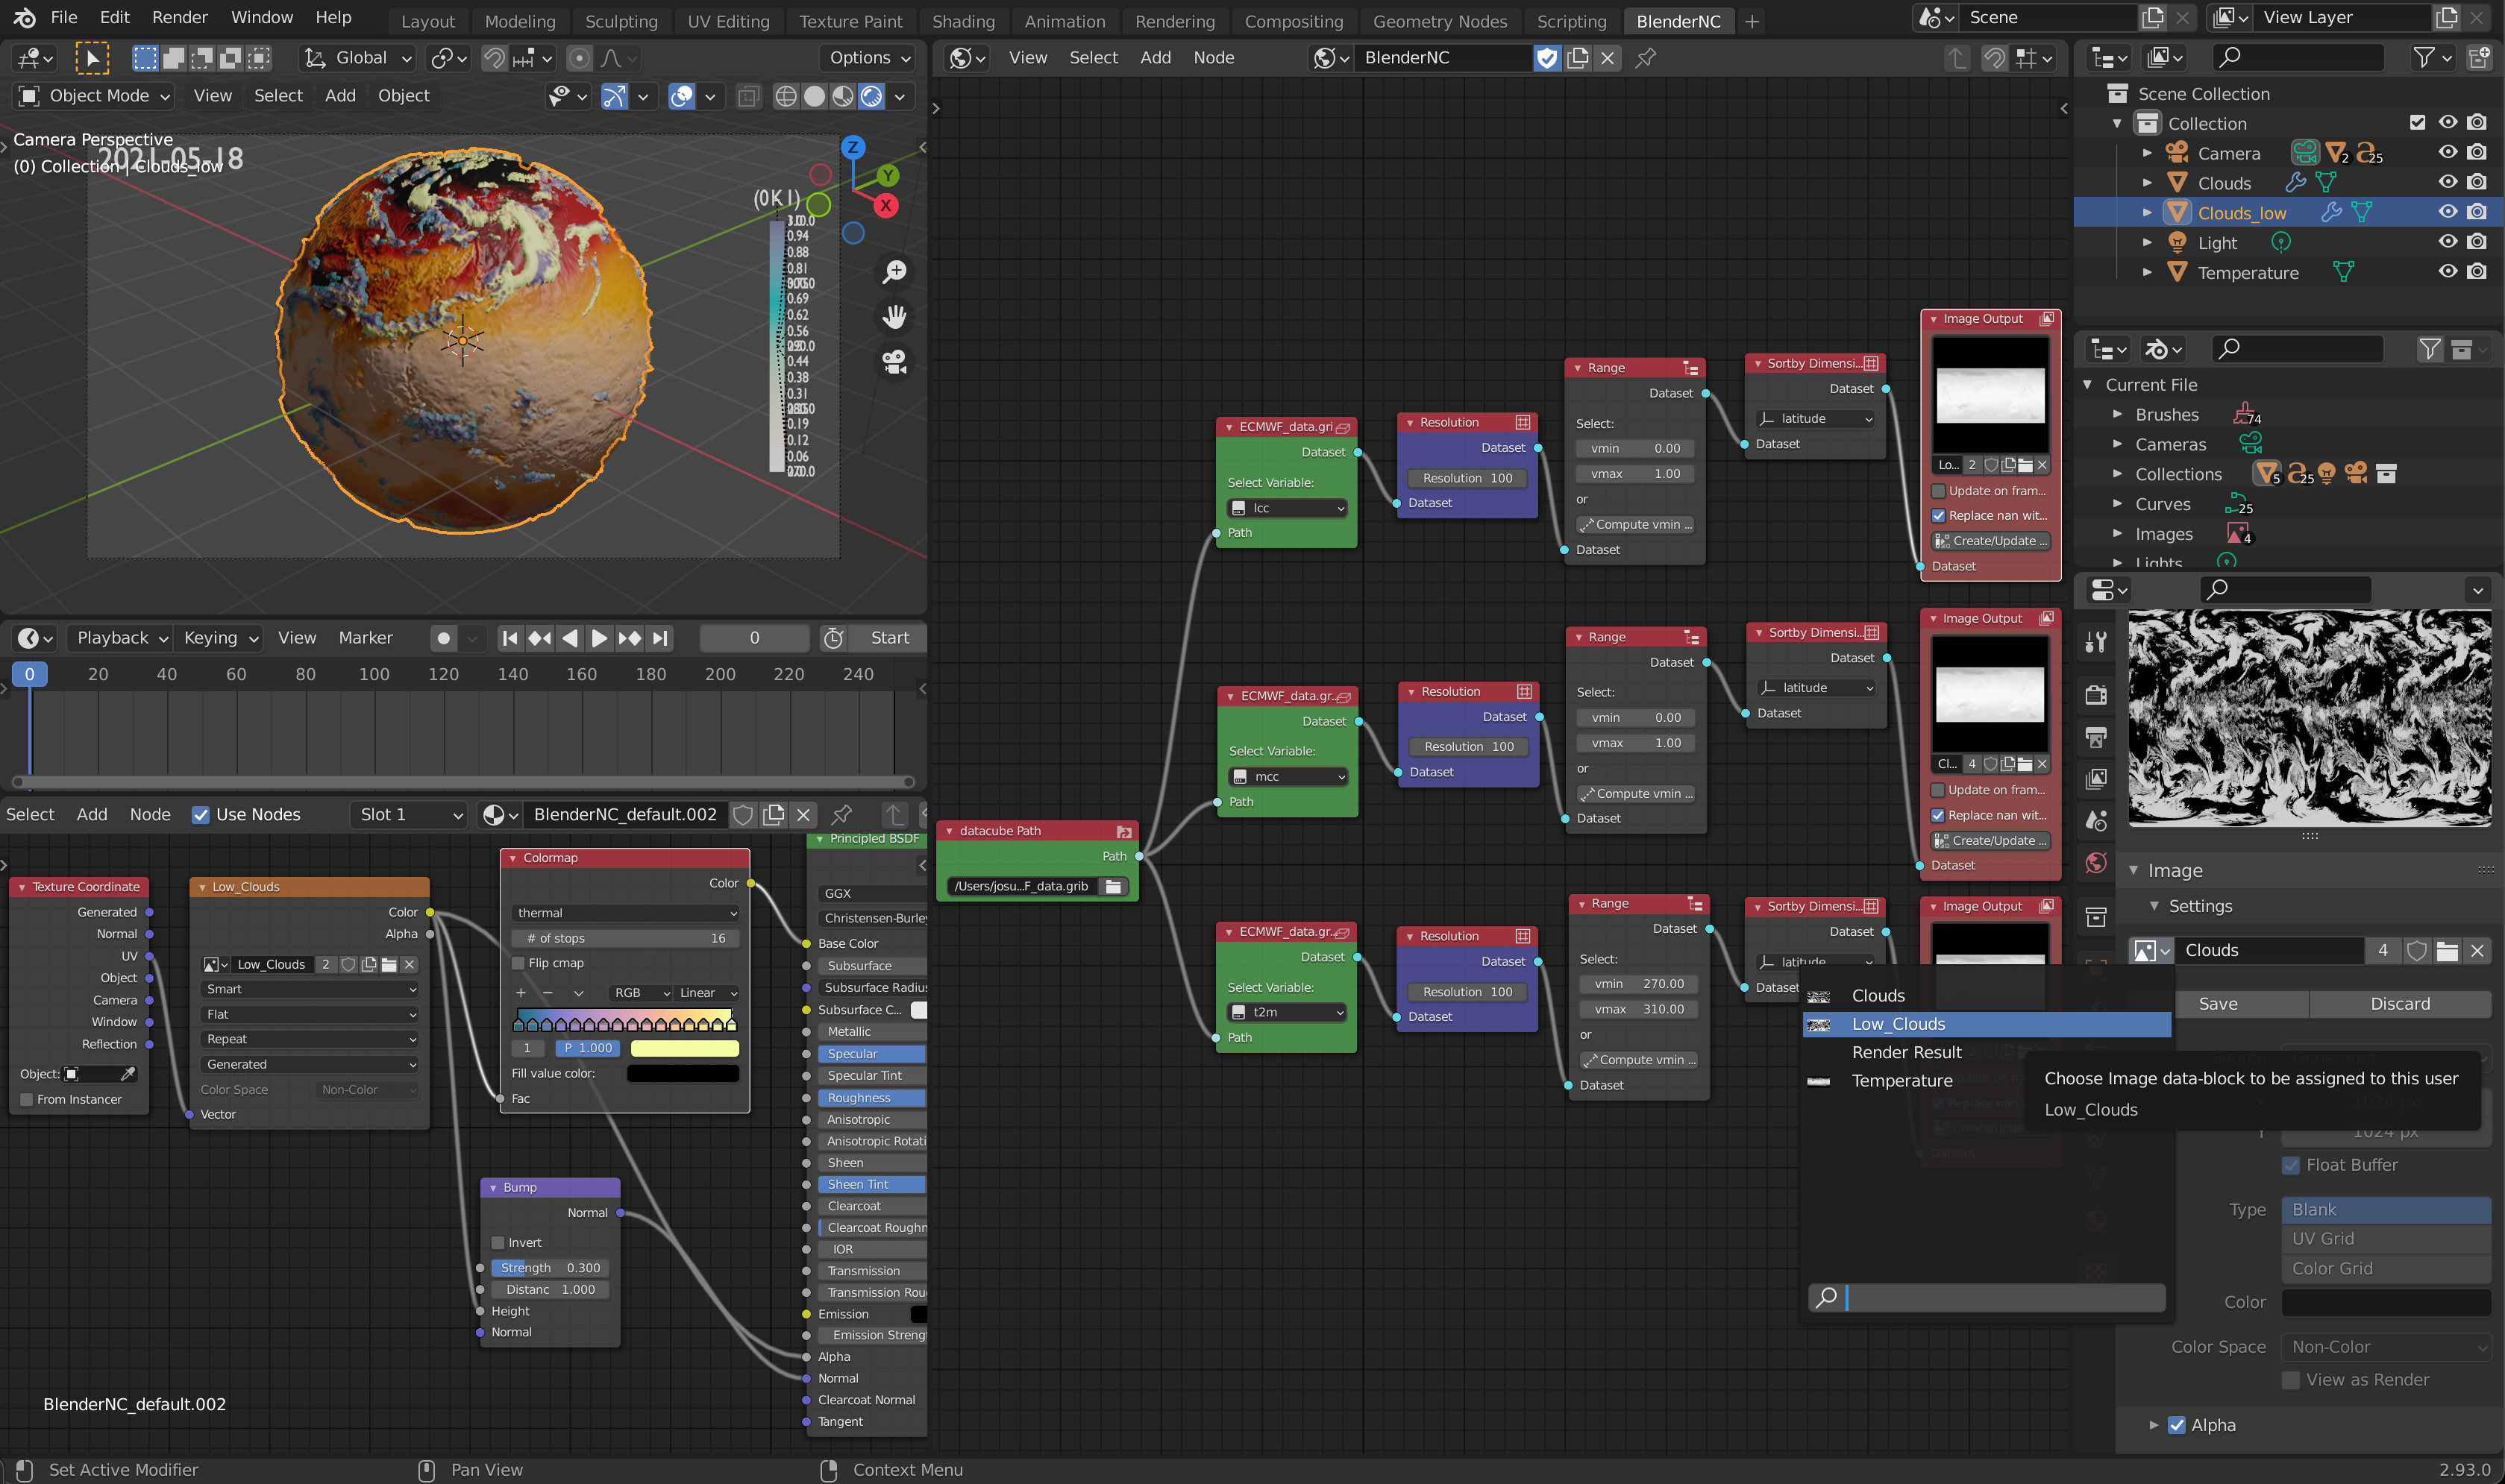 File Edit Render Window Help
Layout Modeling Sculpting UV Editing Texture Paint Shading Animation Rendering Compositing Geometry Nodes Scripting BlenderNC
Scene
View Layer
Global
Options
Object Mode View Select Add Object
Camera Perspective
(0) Collection | Clouds_low
2021-05-18
Z
Y
X
0.94
0.88
0.81
0.69
0.62
0.56
0.44
0.38
0.31
0.19
0.12
0.06
View Select Add Node
BlenderNC
Scene Collection
Collection
Camera 2 25
Clouds
Clouds_low
Light
Temperature
Current File
Brushes 74
Cameras
Collections 5 25
Curves 25
Images 4
Lights
Playback Keying View Marker
0
Start
0 20 40 60 80 100 120 140 160 180 200 220 240
Select Add Node Use Nodes Slot 1 BlenderNC_default.002
Texture Coordinate
Generated
Normal
UV
Object
Camera
Window
Reflection
Object:
From Instancer
Low_Clouds
Color
Alpha
Low_Clouds 2
Smart
Flat
Repeat
Generated
Color Space Non-Color
Vector
Colormap
Color
thermal
# of stops 16
Flip cmap
RGB Linear
1 P 1.000
Fill value color:
Fac
Bump
Normal
Invert
Strength 0.300
Distanc 1.000
Height
Normal
Principled BSDF
GGX
Christensen-Burley
Base Color
Subsurface
Subsurface Radius
Subsurface C...
Metallic
Specular
Specular Tint
Roughness
Anisotropic
Anisotropic Rotati
Sheen
Sheen Tint
Clearcoat
Clearcoat Roughn
IOR
Transmission
Transmission Rou
Emission
Emission Strengt
Alpha
Normal
Clearcoat Normal
Tangent
BlenderNC_default.002
datacube Path
Path
/Users/josu...F_data.grib
ECMWF_data.gri
Dataset
Select Variable:
lcc
Path
Resolution
Dataset
Resolution 100
Dataset
Range
Dataset
Select:
vmin 0.00
vmax 1.00
or
Compute vmin ...
Dataset
Sortby Dimensi...
Dataset
latitude
Dataset
Image Output
Lo... 2
Update on fram...
Replace nan wit...
Create/Update ...
Dataset
ECMWF_data.gr...
Dataset
Select Variable:
mcc
Path
Resolution
Dataset
Resolution 100
Dataset
Range
Dataset
Select:
vmin 0.00
vmax 1.00
or
Compute vmin ...
Dataset
Sortby Dimensi...
Dataset
latitude
Dataset
Image Output
Cl... 4
Update on fram...
Replace nan wit...
Create/Update ...
Dataset
ECMWF_data.gr...
Dataset
Select Variable:
t2m
Path
Resolution
Dataset
Resolution 100
Dataset
Range
Dataset
Select:
vmin 270.00
vmax 310.00
or
Compute vmin ...
Dataset
Sortby Dimensi...
Dataset
latitude
Dataset
Image Output
Clouds
Low_Clouds
Render Result
Temperature
Choose Image data-block to be assigned to this user
Low_Clouds
Image
Settings
Clouds 4
Save Discard
Y 1024 px
Float Buffer
Type Blank
UV Grid
Color Grid
Color
Color Space Non-Color
View as Render
Alpha
Set Active Modifier
Pan View
Context Menu
2.93.0